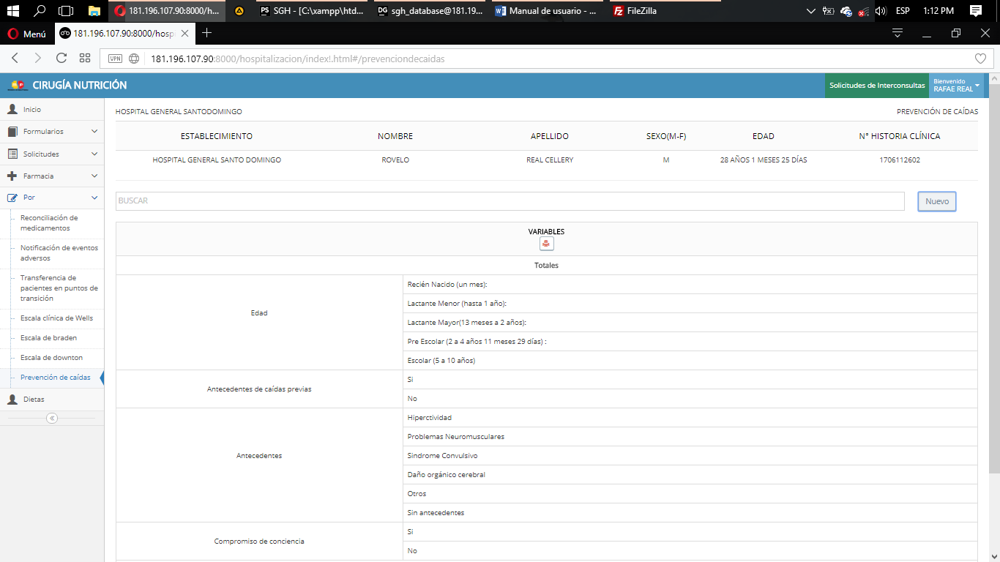 181.196.107.90:8000/h...
SGH - [C:\xampp\htd...
sgh_database@181.19...
Manual de usuario - ...
FileZilla
ESP
1:12 PM
Menú
181.196.107.90:8000/hosp
VPN
181.196.107.90:8000/hospitalizacion/index!.html#/prevenciondecaidas
CIRUGÍA NUTRICIÓN
Solicitudes de Interconsultas
Bienvenido
RAFAE REAL
Inicio
Formularios
Solicitudes
Farmacia
Por
Reconciliación de
medicamentos
Notificación de eventos
adversos
Transferencia de
pacientes en puntos de
transición
Escala clínica de Wells
Escala de braden
Escala de downton
Prevención de caídas
Dietas
HOSPITAL GENERAL SANTODOMINGO
PREVENCIÓN DE CAÍDAS
ESTABLECIMIENTO NOMBRE APELLIDO SEXO(M-F) EDAD N° HISTORIA CLÍNICA
HOSPITAL GENERAL SANTO DOMINGO ROVELO REAL CELLERY M 28 AÑOS 1 MESES 25 DÍAS 1706112602
BUSCAR
Nuevo
VARIABLES
Totales
Edad
Recién Nacido (un mes):
Lactante Menor (hasta 1 año):
Lactante Mayor(13 meses a 2 años):
Pre Escolar (2 a 4 años 11 meses 29 días) :
Escolar (5 a 10 años)
Antecedentes de caídas previas
Si
No
Antecedentes
Hiperctividad
Problemas Neuromusculares
Sindrome Convulsivo
Daño orgánico cerebral
Otros
Sin antecedentes
Compromiso de conciencia
Si
No